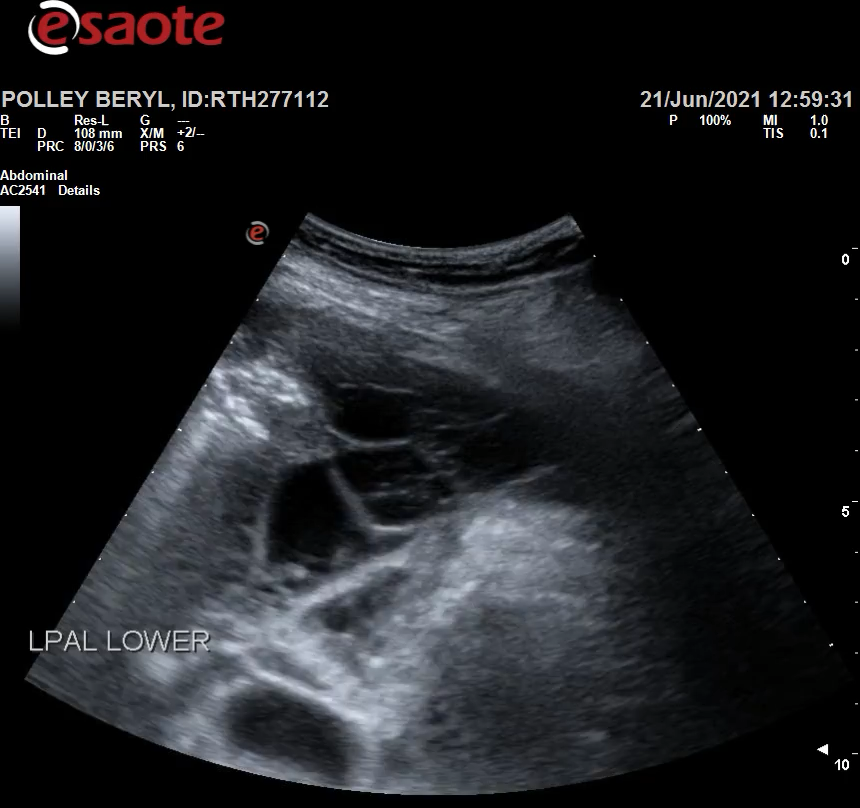 esaote
POLLEY BERYL, ID:RTH277112 21/Jun/2021 12:59:31
B Res-L G --- P 100% MI 1.0
TEI D 108 mm X/M +2/-- TIS 0.1
PRC 8/0/3/6 PRS 6
Abdominal
AC2541 Details
e
0
5
LPAL LOWER
10